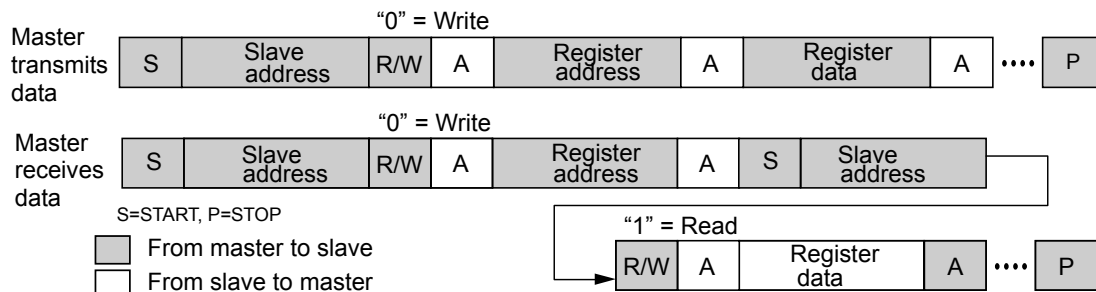 “0” = Write
Master transmits data
S Slave address R/W A Register address A Register data A •••• P
“0” = Write
Master receives data
S Slave address R/W A Register address A S Slave address
S=START, P=STOP
“1” = Read
From master to slave
R/W A Register data A •••• P
From slave to master